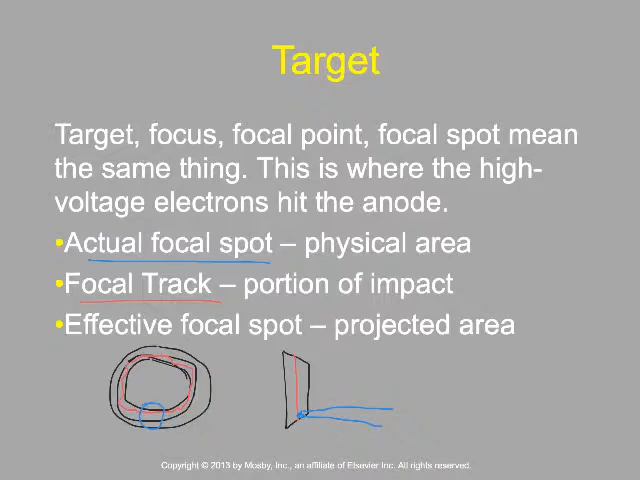 Target
Target, focus, focal point, focal spot mean
the same thing. This is where the high-
voltage electrons hit the anode.
•Actual focal spot – physical area
•Focal Track – portion of impact
•Effective focal spot – projected area
Copyright © 2013 by Mosby, Inc., an affiliate of Elsevier Inc. All rights reserved.